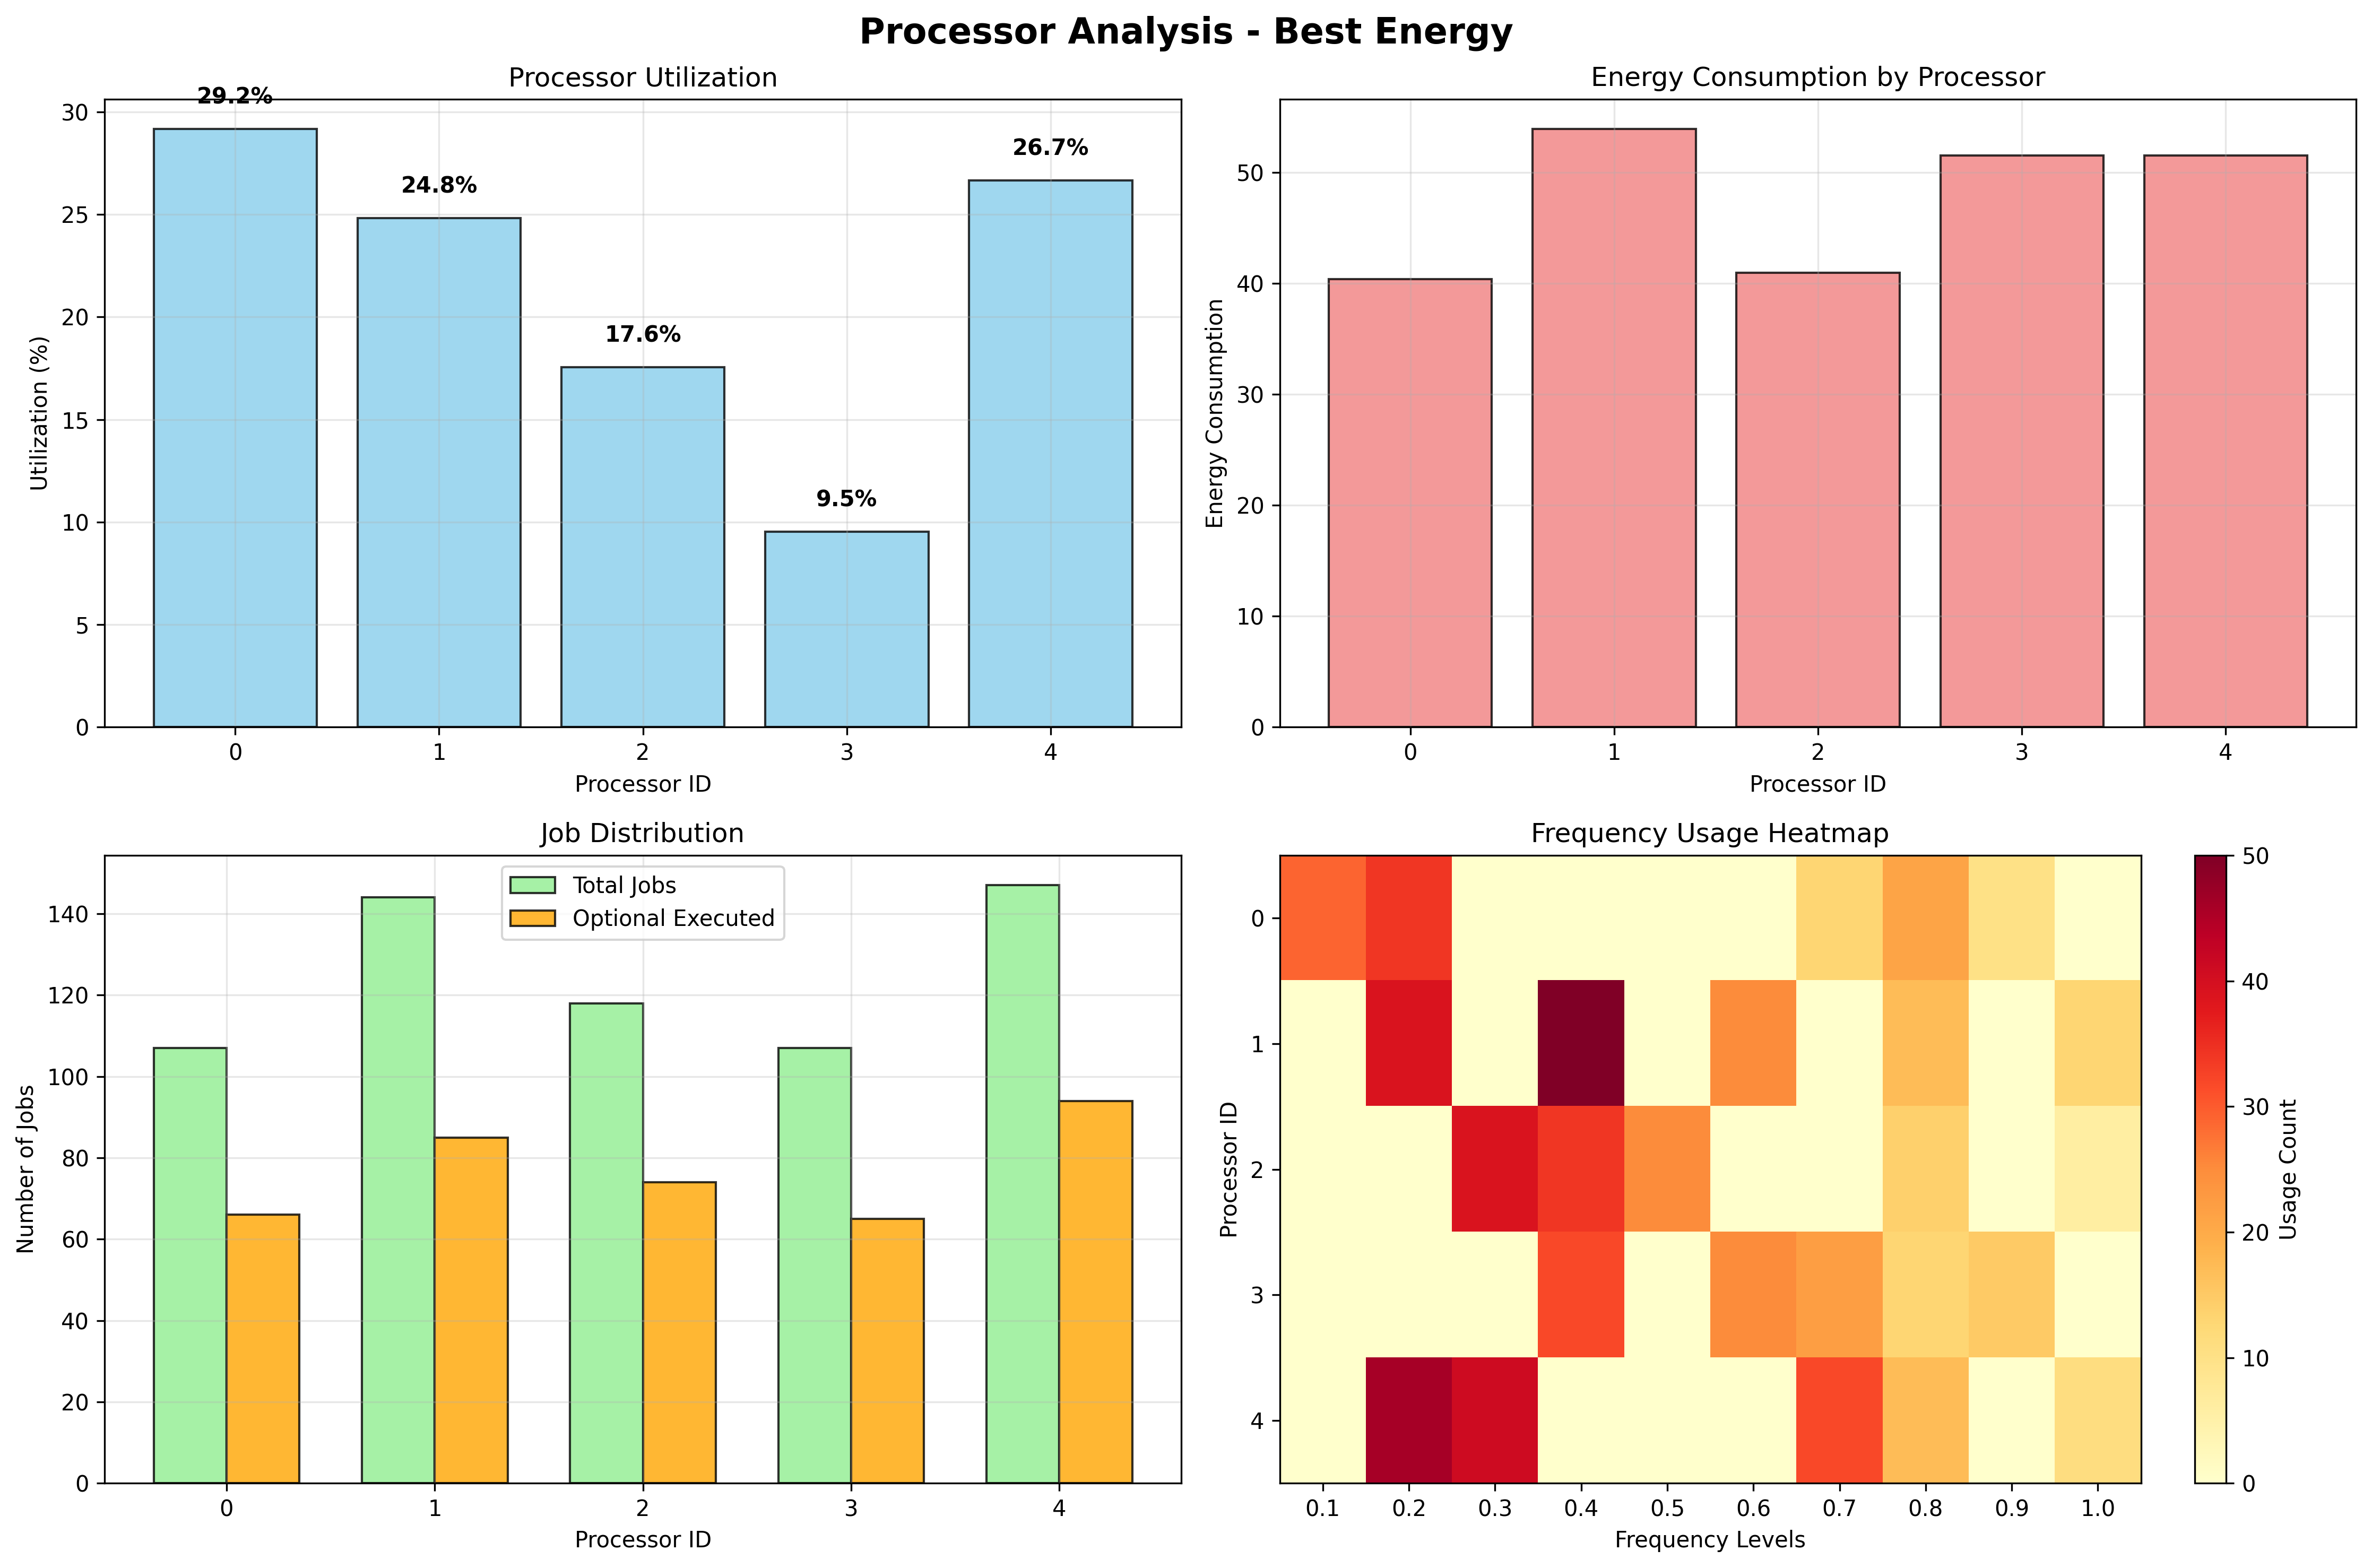 Processor Analysis - Best Energy
Processor Utilization
29.2%
24.8%
17.6%
9.5%
26.7%
30
25
20
15
10
5
0
Utilization (%)
0 1 2 3 4
Processor ID
Energy Consumption by Processor
50
40
30
20
10
0
Energy Consumption
0 1 2 3 4
Processor ID
Job Distribution
Total Jobs
Optional Executed
140
120
100
80
60
40
20
0
Number of Jobs
0 1 2 3 4
Processor ID
Frequency Usage Heatmap
0
1
2
3
4
Processor ID
0.1 0.2 0.3 0.4 0.5 0.6 0.7 0.8 0.9 1.0
Frequency Levels
50
40
30
20
10
0
Usage Count